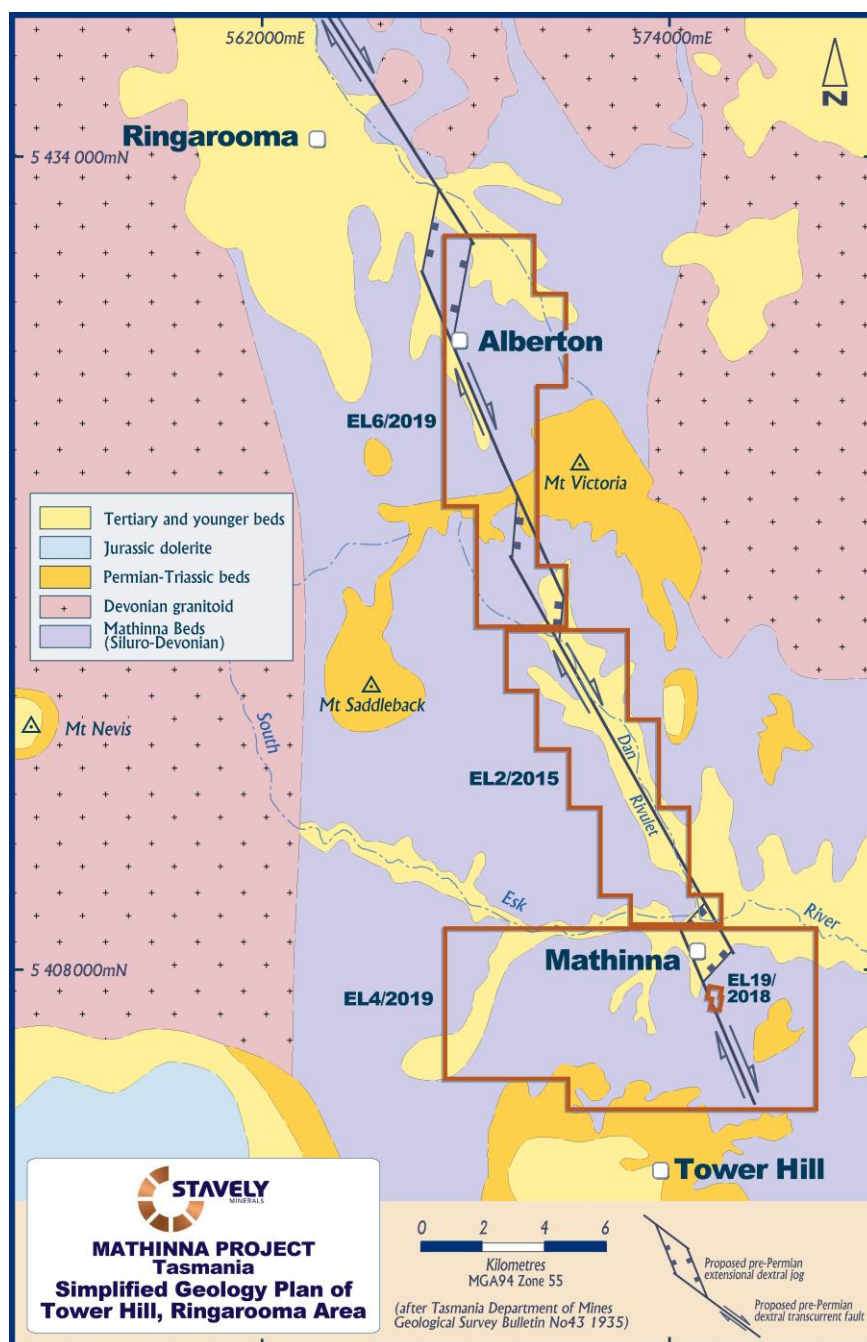 562000mE
574000mE
N
Ringarooma
5 434 000mN
Alberton
EL6/2019
Mt Victoria
Tertiary and younger beds
Jurassic dolerite
Permian-Triassic beds
Devonian granitoid
Mathinna Beds
(Siluro-Devonian)
Mt Saddleback
Mt Nevis
South
Dan
Rivulet
EL2/2015
Esk
River
Mathinna
5 408 000mN
EL4/2019
EL19/
2018
Tower Hill
STAVELY
MINERALS
MATHINNA PROJECT
Tasmania
Simplified Geology Plan of
Tower Hill, Ringarooma Area
0 2 4 6
Kilometres
MGA94 Zone 55
(after Tasmania Department of Mines
Geological Survey Bulletin No43 1935)
Proposed pre-Permian
extensional dextral jog
Proposed pre-Permian
dextral transcurrent fault